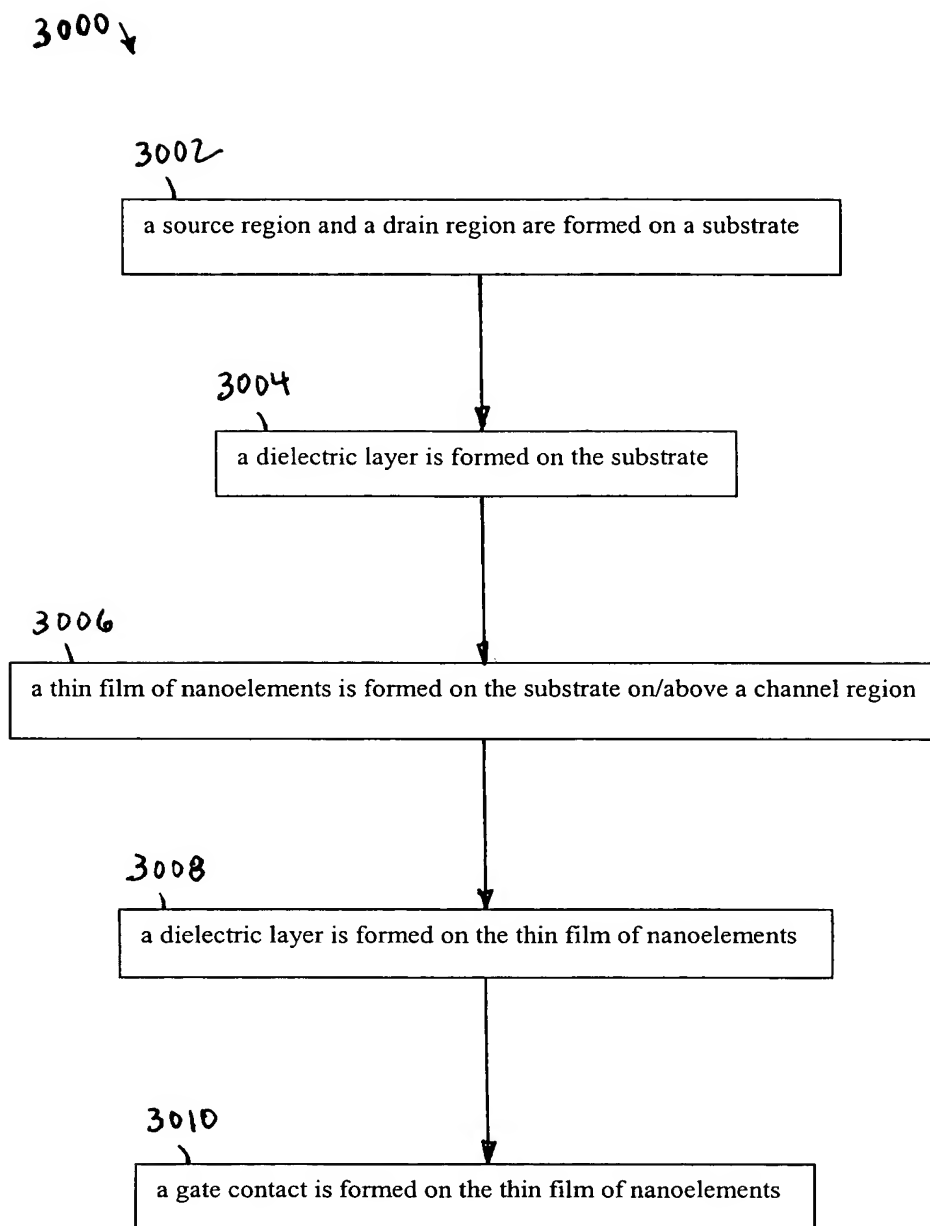 3000
3002
a source region and a drain region are formed on a substrate
3004
a dielectric layer is formed on the substrate
3006
a thin film of nanoelements is formed on the substrate on/above a channel region
3008
a dielectric layer is formed on the thin film of nanoelements
3010
a gate contact is formed on the thin film of nanoelements